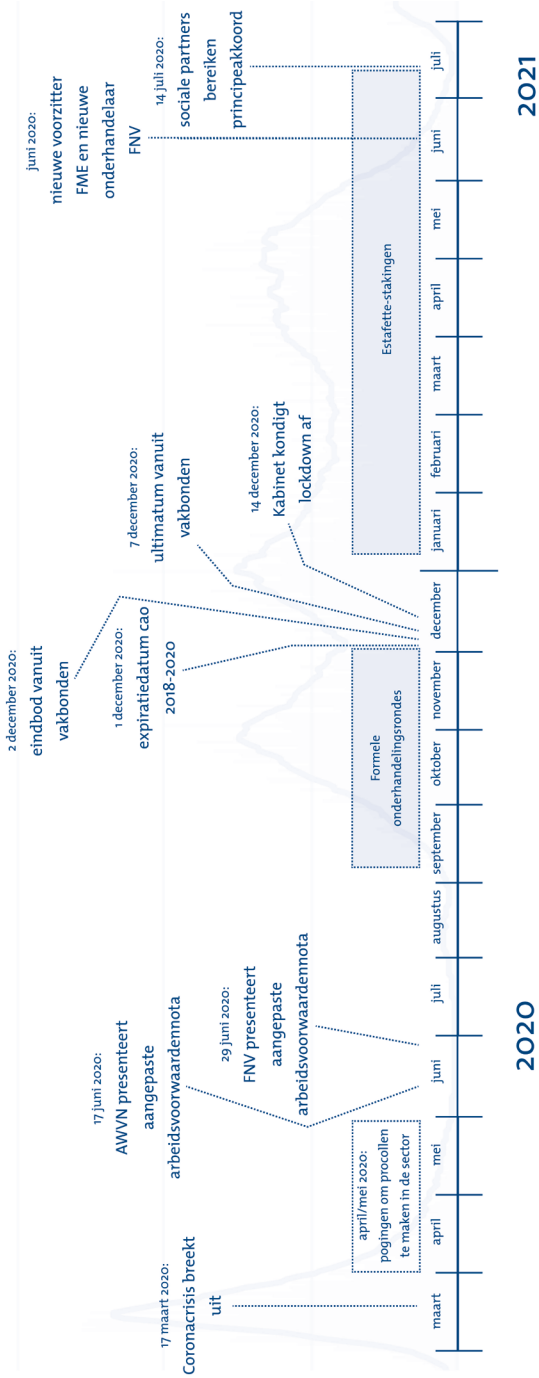 17 maart 2020:
Coronacrisis breekt
uit
april/mei 2020:
pogingen om procollen
te maken in de sector
17 juni 2020:
AWVN presenteert
aangepaste
arbeidsvoorwaardennota
29 juni 2020:
FNV presenteert
aangepaste
arbeidsvoorwaardennota
Formele
onderhandelingsrondes
2 december 2020:
eindbod vanuit
vakbonden
1 december 2020:
expiratiedatum cao
2018-2020
7 december 2020:
ultimatum vanuit
vakbonden
14 december 2020:
Kabinet kondigt
lockdown af
Estafette-stakingen
juni 2020:
nieuwe voorzitter
FME en nieuwe
onderhandelaar
FNV
14 juli 2020:
sociale partners
bereiken
principeakkoord
maart
april
mei
juni
juli
augustus
september
oktober
november
december
januari
februari
maart
april
mei
juni
juli
2020
2021